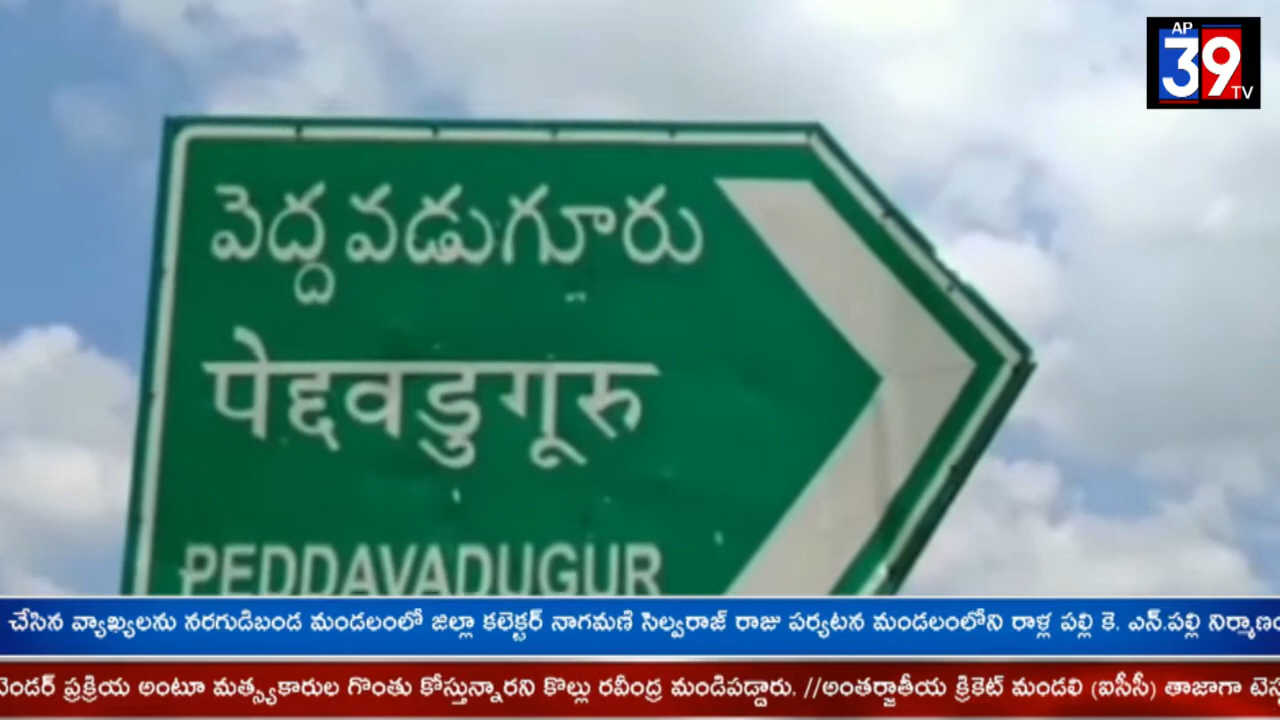 AP
39
TV
పెద్ద వడుగూరు
पेद्दवडुगूरु
PEDDAVADUGUR
చేసిన వ్యాఖ్యలను నరగుడిబండ మండలంలో జిల్లా కలెక్టర్ నాగమణి సెల్వరాజ్ రాజు పర్యటన మండలంలోని రాళ్ల పల్లి కె. ఎన్.పల్లి నిర్మాణం
టెండర్ ప్రక్రియ అంటూ మత్స్యకారుల గొంతు కోస్తున్నారని కొల్లు రవీంద్ర మండిపడ్డారు. //అంతర్జాతీయ క్రికెట్ మండలి (ఐసీసీ) తాజాగా